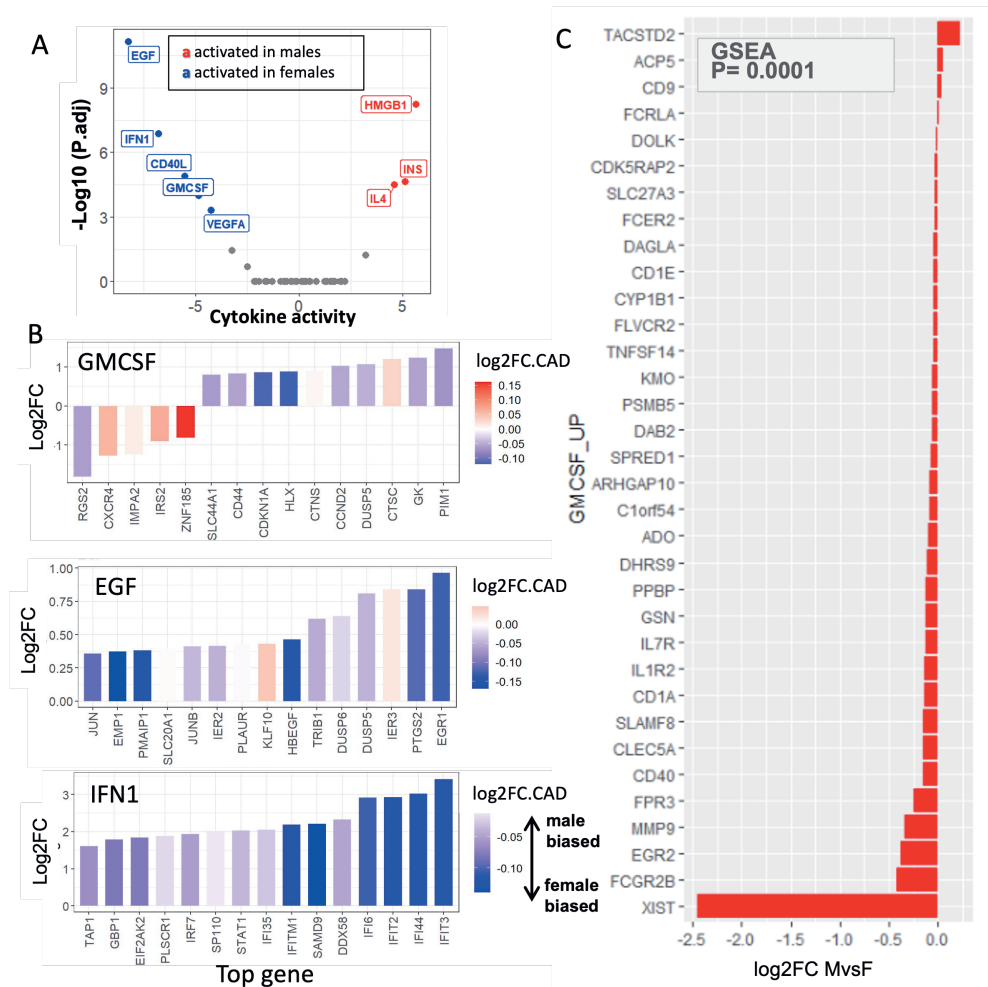 A
a activated in males
a activated in females
-Log10 (P.adj)
9
6
3
0
EGF
IFN1
CD40L
GMCSF
VEGFA
HMGB1
INS
IL4
-5
0
5
Cytokine activity
B
GMCSF
Log2FC
1
0
-1
RGS2
CXCR4
IMPA2
IRS2
ZNF185
SLC44A1
CD44
CDKN1A
HLX
CTNS
CCND2
DUSP5
CTSC
GK
PIM1
log2FC.CAD
0.15
0.10
0.05
0.00
-0.05
-0.10
EGF
Log2FC
1.00
0.75
0.50
0.25
0.00
JUN
EMP1
PMAIP1
SLC20A1
JUNB
IER2
PLAUR
KLF10
HBEGF
TRIB1
DUSP6
DUSP5
IER3
PTGS2
EGR1
log2FC.CAD
0.00
-0.05
-0.10
-0.15
IFN1
Log2FC
3
2
1
0
TAP1
GBP1
EIF2AK2
PLSCR1
IRF7
SP110
STAT1
IFI35
IFITM1
SAMD9
DDX58
IFI6
IFIT2
IFI44
IFIT3
Top gene
log2FC.CAD
-0.05
-0.10
male
biased
female
biased
C
GSEA
P= 0.0001
GMCSF_UP
TACSTD2
ACP5
CD9
FCRLA
DOLK
CDK5RAP2
SLC27A3
FCER2
DAGLA
CD1E
CYP1B1
FLVCR2
TNFSF14
KMO
PSMB5
DAB2
SPRED1
ARHGAP10
C1orf54
ADO
DHRS9
PPBP
GSN
IL7R
IL1R2
CD1A
SLAMF8
CLEC5A
CD40
FPR3
MMP9
EGR2
FCGR2B
XIST
-2.5
-2.0
-1.5
-1.0
-0.5
0.0
log2FC MvsF